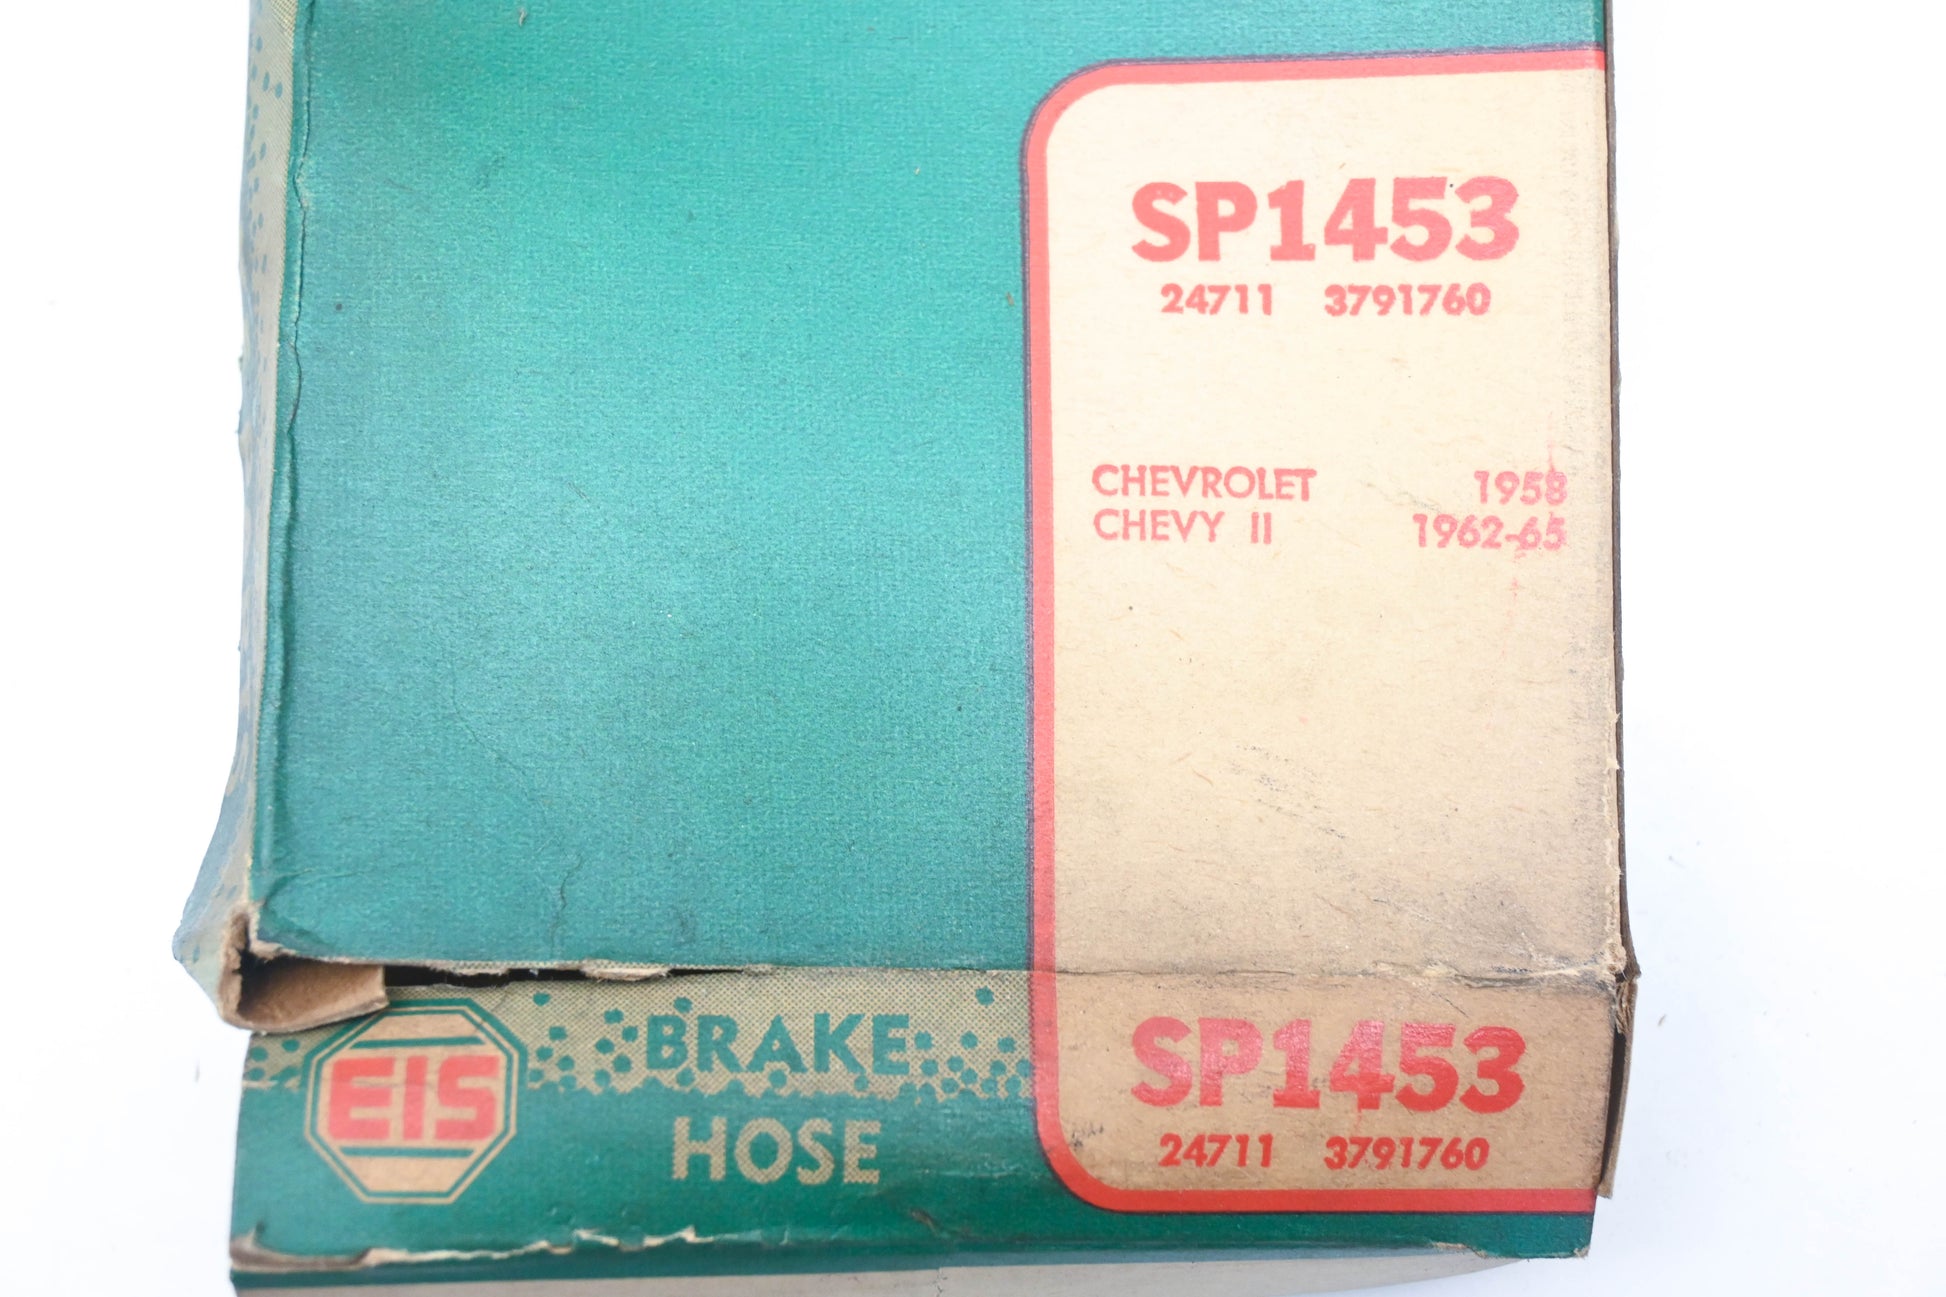 SP1453
24711 3791760
CHEVROLET 1958
CHEVY II 1962-65
EIS
BRAKE
HOSE
SP1453
24711 3791760